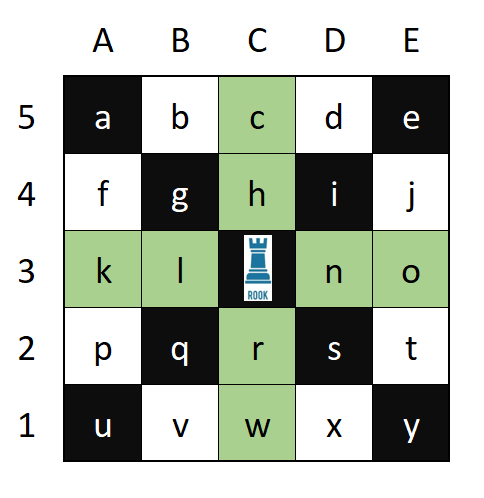 A B C D E
5 a b c d e
4 f g h i j
3 k l ROOK n o
2 p q r s t
1 u v w x y